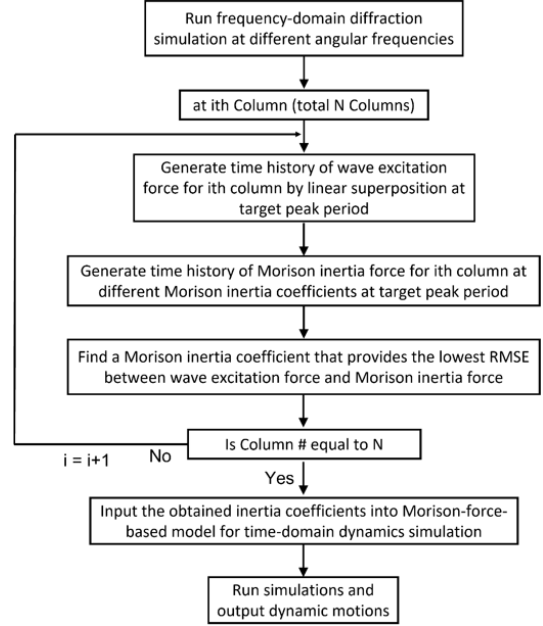 Run frequency-domain diffraction
simulation at different angular frequencies
at ith Column (total N Columns)
Generate time history of wave excitation
force for ith column by linear superposition at
target peak period
Generate time history of Morison inertia force for ith column at
different Morison inertia coefficients at target peak period
Find a Morison inertia coefficient that provides the lowest RMSE
between wave excitation force and Morison inertia force
Is Column # equal to N
i = i+1
No
Yes
Input the obtained inertia coefficients into Morison-force-
based model for time-domain dynamics simulation
Run simulations and
output dynamic motions